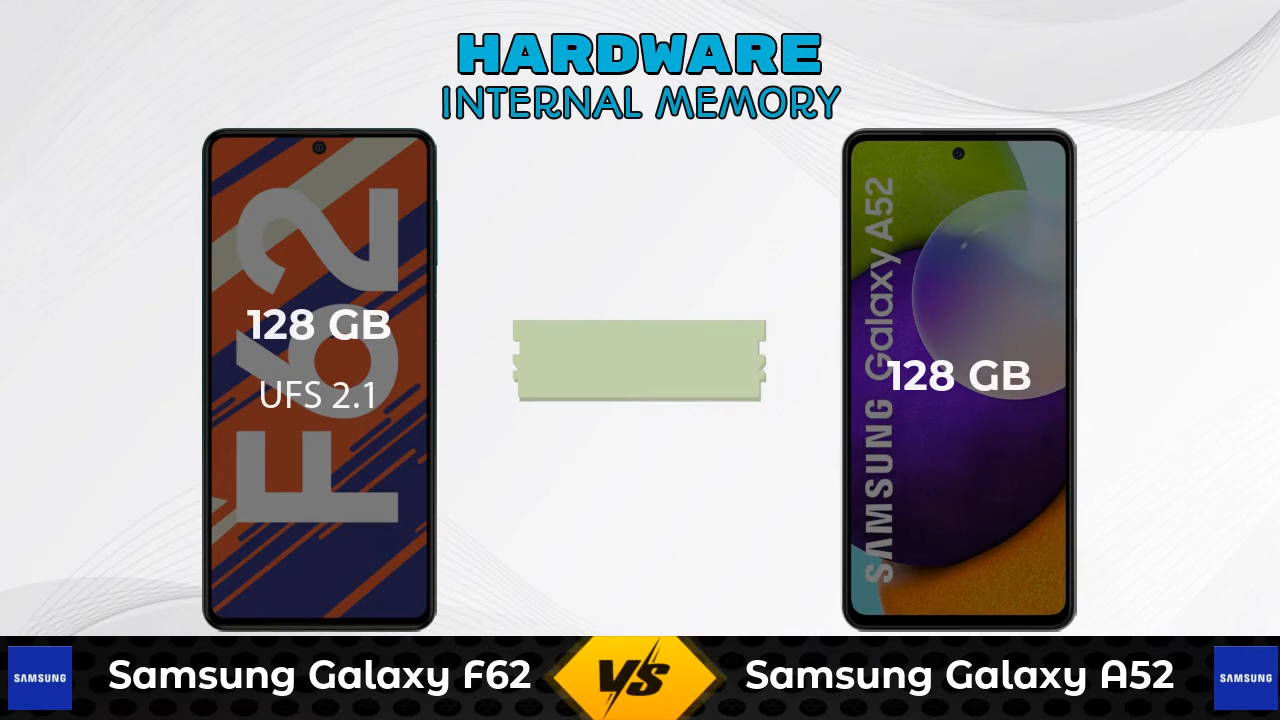 HARDWARE
INTERNAL MEMORY
F62
128 GB
UFS 2.1
SAMSUNG Galaxy A52
128 GB
SAMSUNG
Samsung Galaxy F62
VS
Samsung Galaxy A52
SAMSUNG